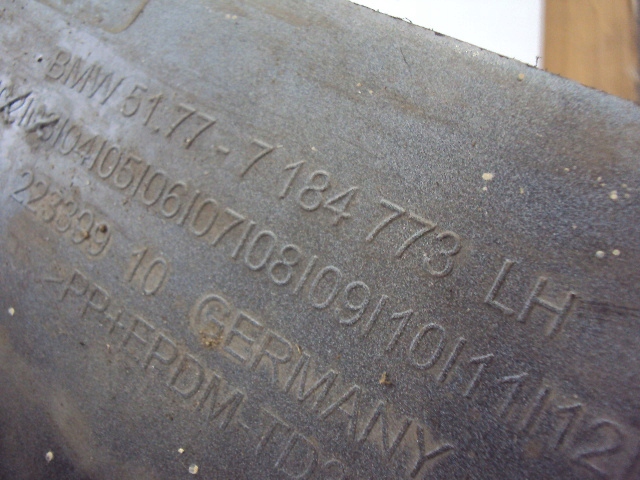 BMW 51.77 - 7 184 773 LH
04|05|06|07|08|09|10|11|12
223309 10 GERMANY
>PP+EPDM-TD